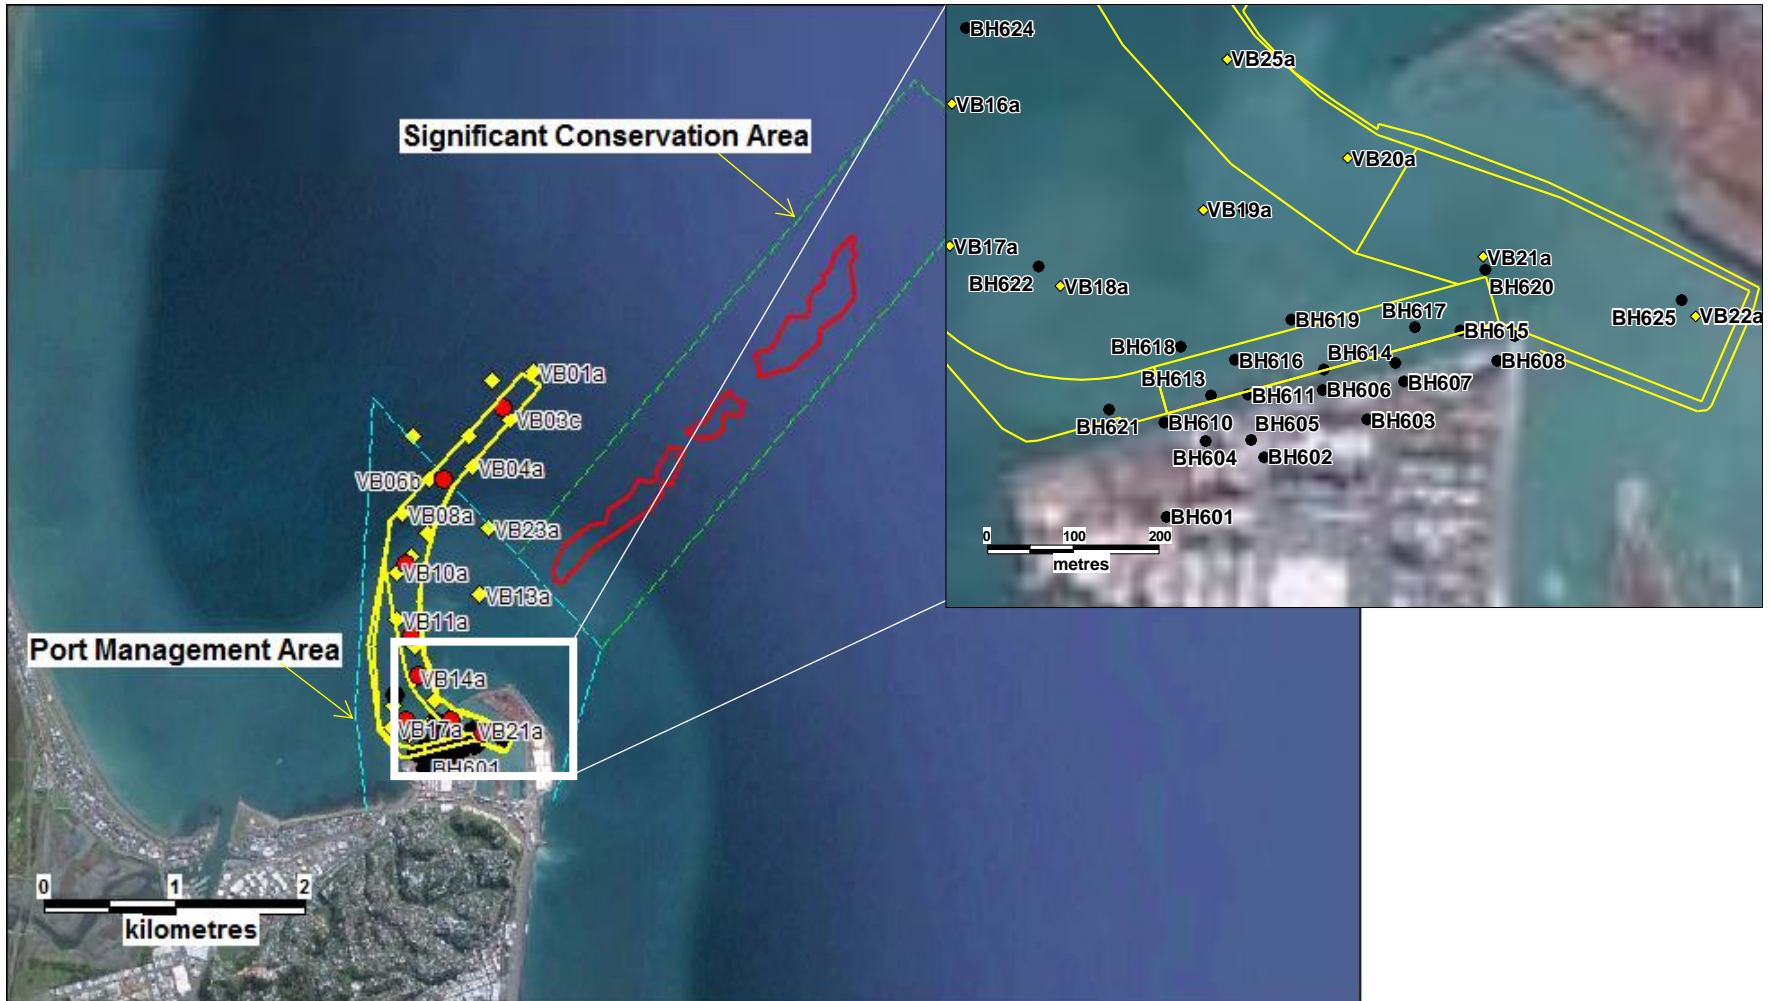 Significant Conservation Area
Port Management Area
VB01a
VB03c
VB04a
VB06b
VB08a
VB23a
VB10a
VB13a
VB11a
VB14a
VB17a
VB21a
BH601
0 1 2
kilometres
BH624
VB25a
VB16a
VB20a
VB19a
VB17a
VB21a
BH622
VB18a
BH620
BH625
VB22a
BH619
BH617
BH615
BH618
BH616
BH614
BH608
BH613
BH611
BH606
BH607
BH621
BH610
BH605
BH603
BH604
BH602
BH601
0 100 200
metres